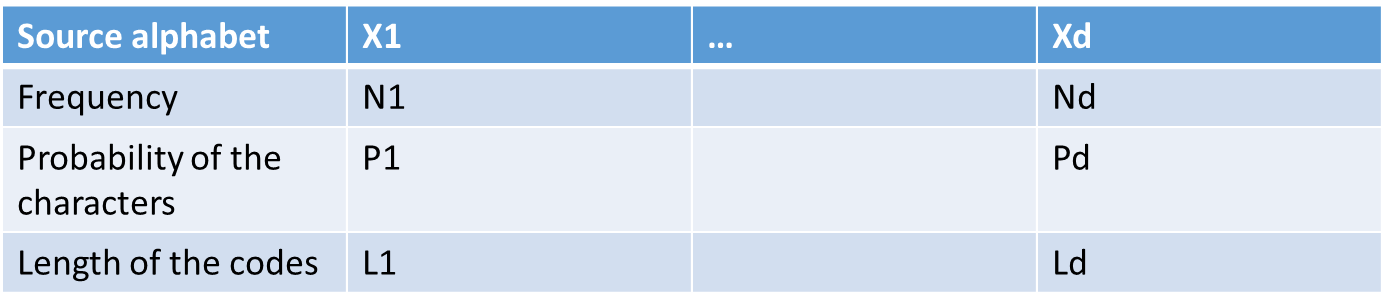 Source alphabet X1 ... Xd
Frequency N1 Nd
Probability of the P1 Pd
characters
Length of the codes L1 Ld